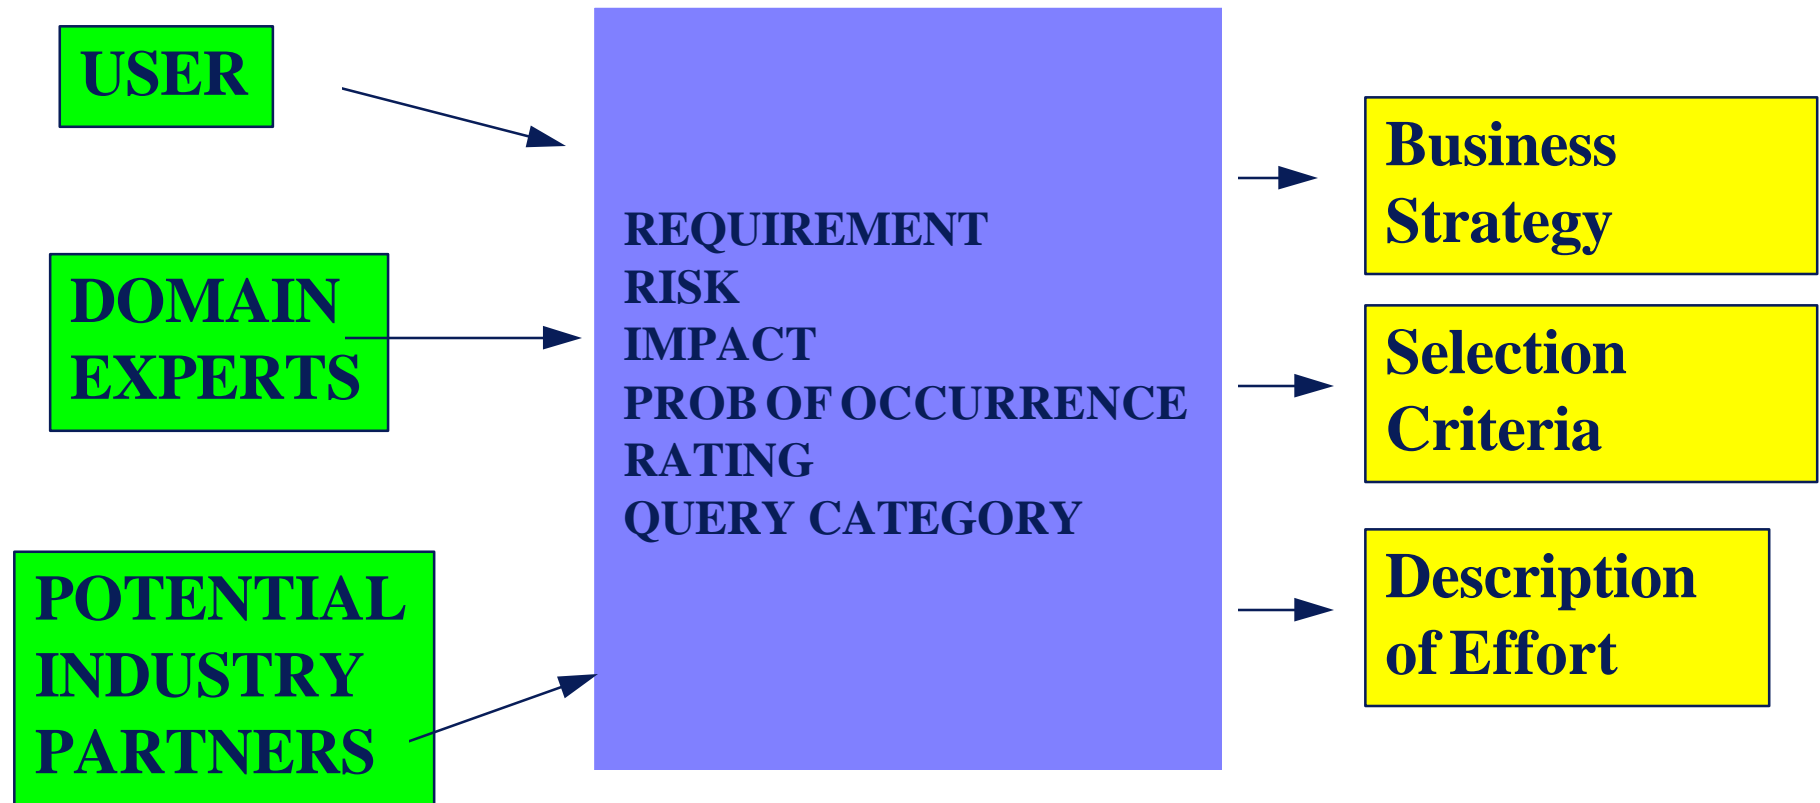 USER
DOMAIN
EXPERTS
POTENTIAL
INDUSTRY
PARTNERS
REQUIREMENT
RISK
IMPACT
PROB OF OCCURRENCE
RATING
QUERY CATEGORY
Business
Strategy
Selection
Criteria
Description
of Effort